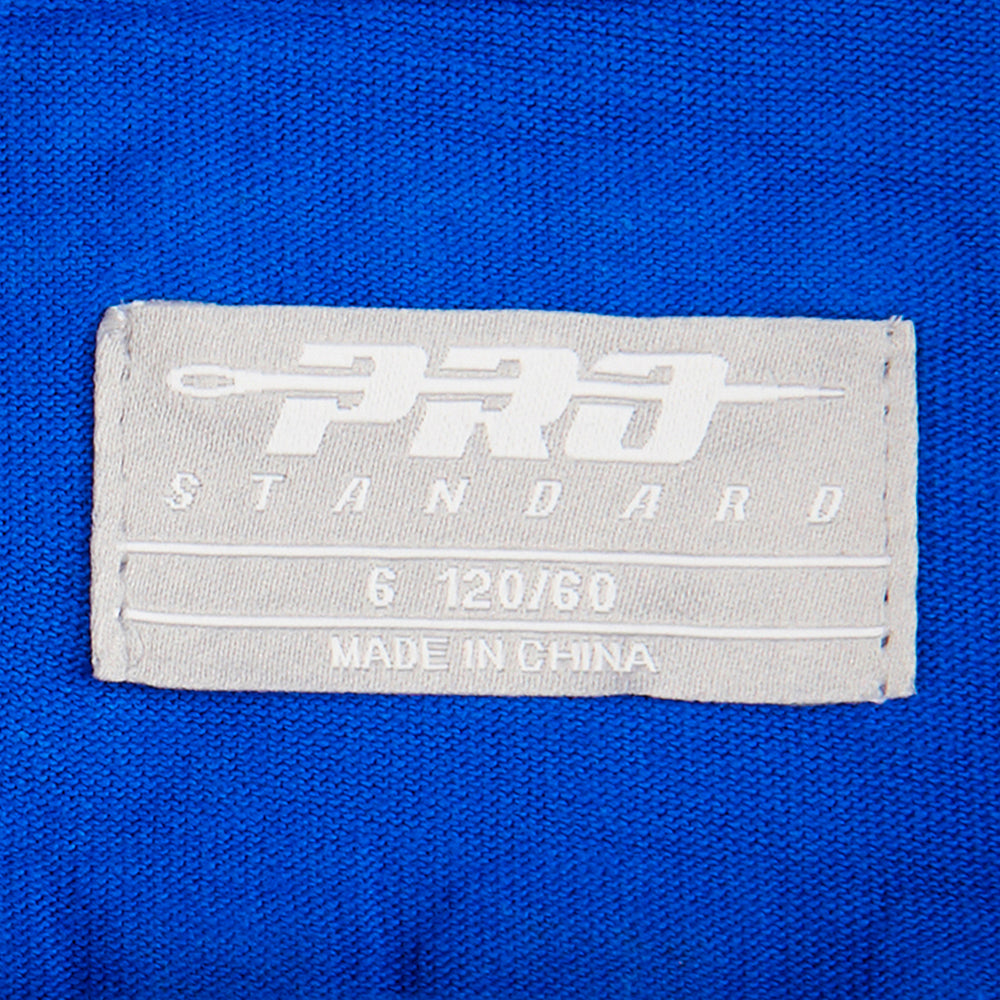 PRO
STANDARD
6 120/60
MADE IN CHINA